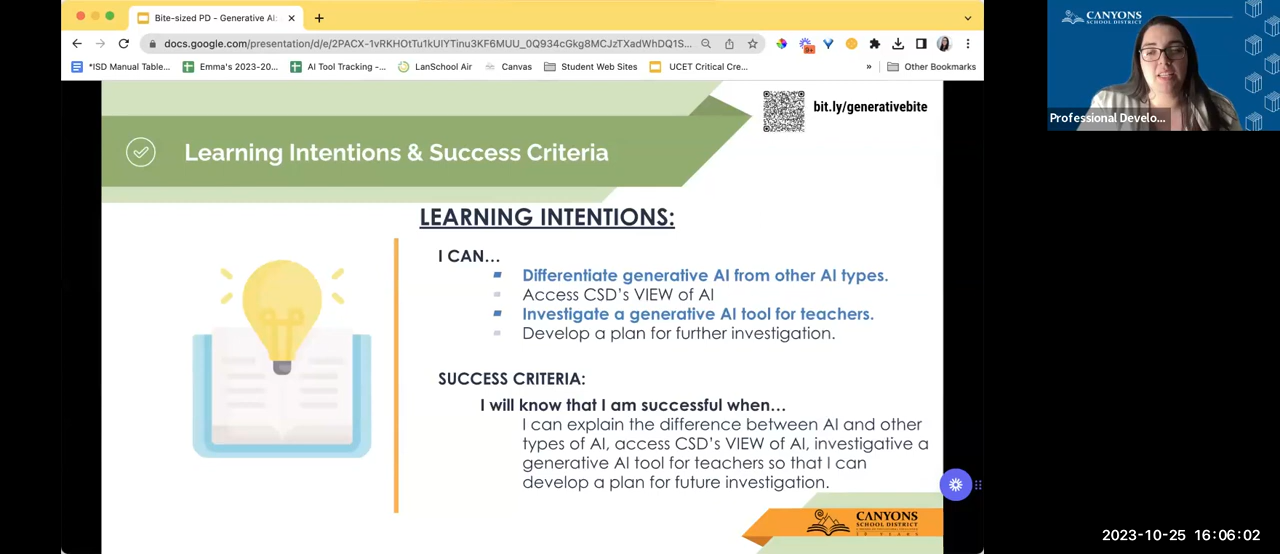 Bite-sized PD - Generative AI:
docs.google.com/presentation/d/e/2PACX-1vRKHOtTu1kUlYTinu3KF6MUU_0Q934cGkg8MCJzTXadWhDQ1S...
9+
*ISD Manual Table...
Emma's 2023-20...
AI Tool Tracking -...
LanSchool Air
Canvas
Student Web Sites
UCET Critical Cre...
»
Other Bookmarks
bit.ly/generativebite
Learning Intentions & Success Criteria
LEARNING INTENTIONS:
I CAN...
Differentiate generative AI from other AI types.
Access CSD's VIEW of AI
Investigate a generative AI tool for teachers.
Develop a plan for further investigation.
SUCCESS CRITERIA:
I will know that I am successful when...
I can explain the difference between AI and other
types of AI, access CSD's VIEW of AI, investigative a
generative AI tool for teachers so that I can
develop a plan for future investigation.
CANYONS
SCHOOL DISTRICT
CANYONS
SCHOOL DISTRICT
Professional Develo...
2023-10-25 16:06:02